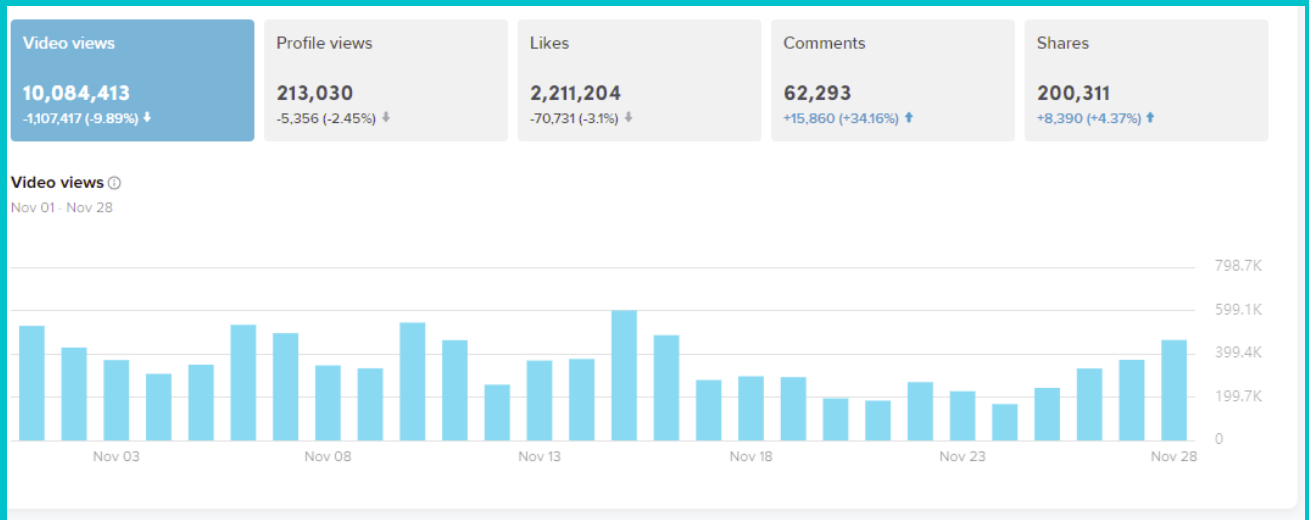 Video views
10,084,413
-1,107,417 (-9.89%)
Profile views
213,030
-5,356 (-2.45%)
Likes
2,211,204
-70,731 (-3.1%)
Comments
62,293
+15,860 (+34.16%)
Shares
200,311
+8,390 (+4.37%)
Video views
Nov 01 - Nov 28
798.7K
599.1K
399.4K
199.7K
0
Nov 03 Nov 08 Nov 13 Nov 18 Nov 23 Nov 28